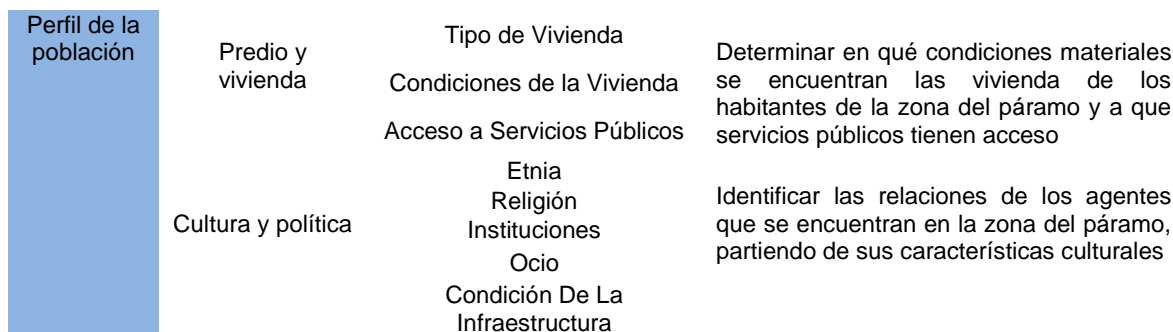 Perfil de la
población
Predio y
vivienda
Tipo de Vivienda
Condiciones de la Vivienda
Acceso a Servicios Públicos
Determinar en qué condiciones materiales
se encuentran las vivienda de los
habitantes de la zona del páramo y a que
servicios públicos tienen acceso
Cultura y política
Etnia
Religión
Instituciones
Ocio
Condición De La
Infraestructura
Identificar las relaciones de los agentes
que se encuentran en la zona del páramo,
partiendo de sus características culturales